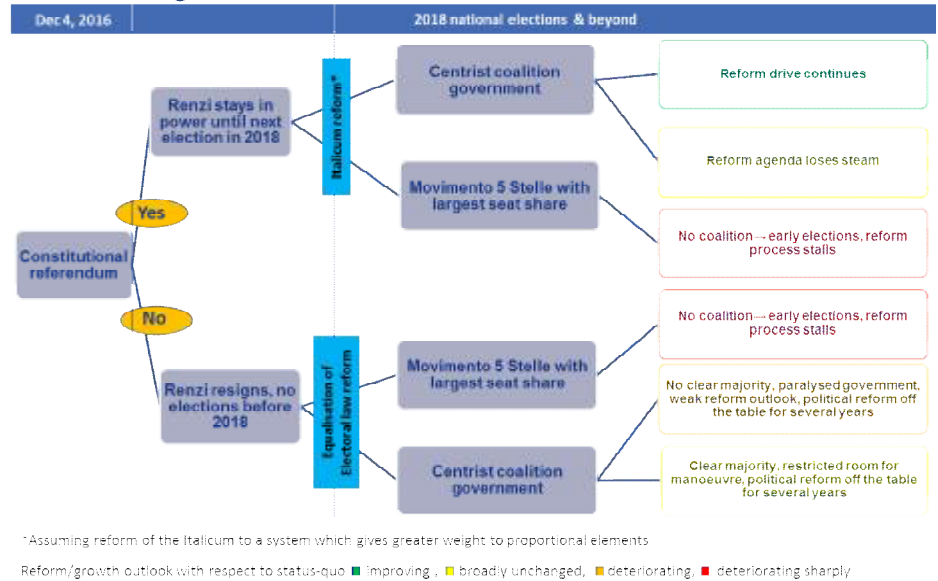 Dec 4, 2016
2018 national elections & beyond
Renzi stays in
power until next
election in 2018
Italicum reform*
Centrist coalition
government
Reform drive continues
Reform agenda loses steam
Movimento 5 Stelle with
largest seat share
No coalition → early elections, reform
process stalls
Yes
Constitutional
referendum
No
Renzi resigns, no
elections before
2018
Equalisation of
Electoral law reform
Movimento 5 Stelle with
largest seat share
No coalition → early elections, reform
process stalls
No clear majority, paralysed government,
weak reform outlook, political reform off
the table for several years
Centrist coalition
government
Clear majority, restricted room for
manoeuvre, political reform off the table
for several years
*Assuming reform of the Italicum to a system which gives greater weight to proportional elements
Reform/growth outlook with respect to status-quo improving, broadly unchanged, deteriorating, deteriorating sharply